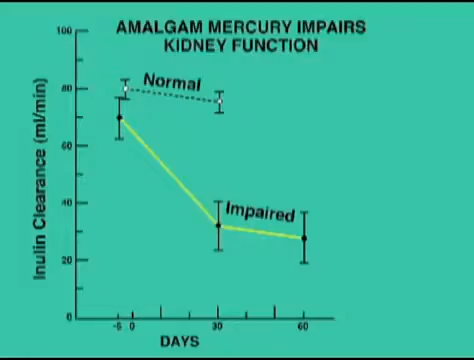 AMALGAM MERCURY IMPAIRS
KIDNEY FUNCTION
100
Normal
80
60
Impaired
40
20
0
-5 0 30 60
DAYS
Inulin Clearance (ml/min)